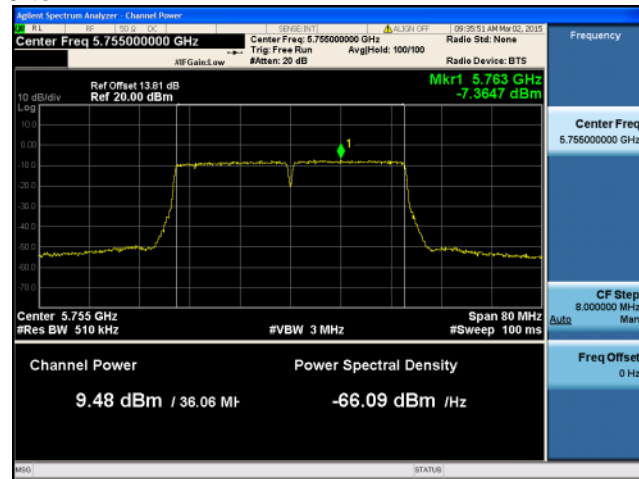 Agilent Spectrum Analyzer - Channel Power
RL RF 50 Ω DC SENSE:INT ALIGN OFF 09:35:51 AM Mar 02, 2015
Center Freq 5.755000000 GHz
Center Freq: 5.755000000 GHz
Radio Std: None
Trig: Free Run Avg|Hold: 100/100
#IFGain:Low #Atten: 20 dB Radio Device: BTS
Frequency
Mkr1 5.763 GHz
-7.3647 dBm
Ref Offset 13.81 dB
10 dB/div Ref 20.00 dBm
Log
10.0
0.00
-10.0
-20.0
-30.0
-40.0
-50.0
-60.0
-70.0
1
Center 5.755 GHz Span 80 MHz
#Res BW 510 kHz #VBW 3 MHz #Sweep 100 ms
Channel Power Power Spectral Density
9.48 dBm / 36.06 MH -66.09 dBm /Hz
Center Freq
5.755000000 GHz
CF Step
8.000000 MHz
Auto Man
Freq Offset
0 Hz
MSG STATUS